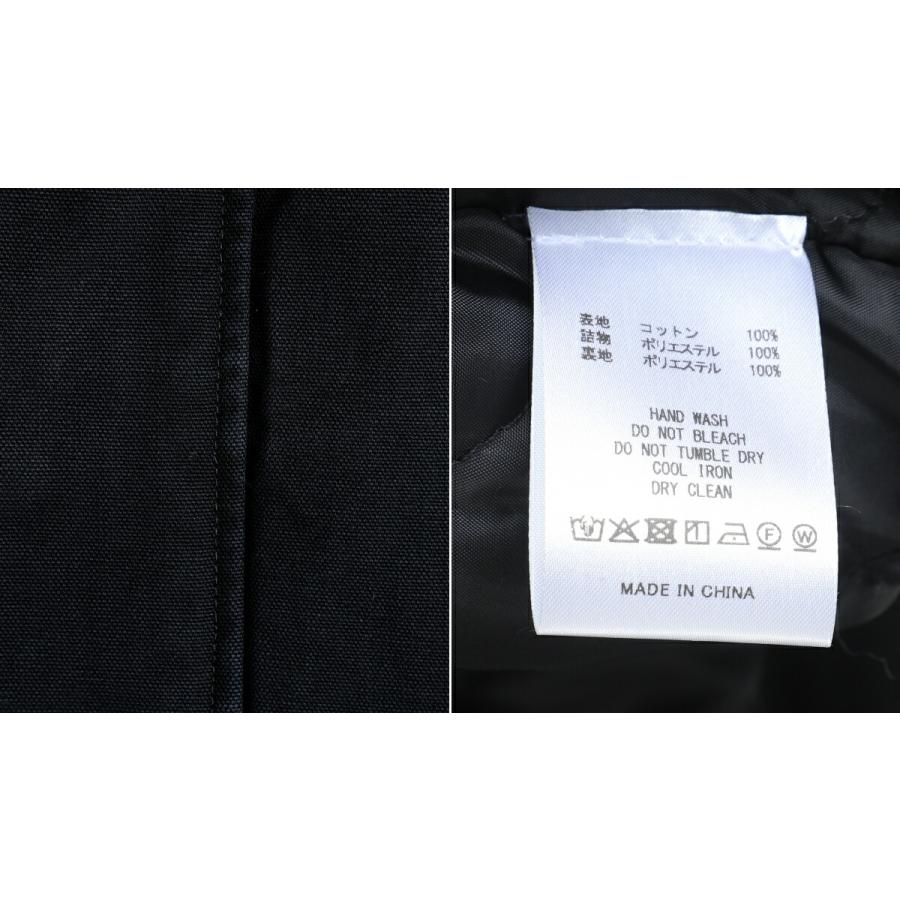 表地 コットン 100%
詰物 ポリエステル 100%
裏地 ポリエステル 100%
HAND WASH
DO NOT BLEACH
DO NOT TUMBLE DRY
COOL IRON
DRY CLEAN
F W
MADE IN CHINA